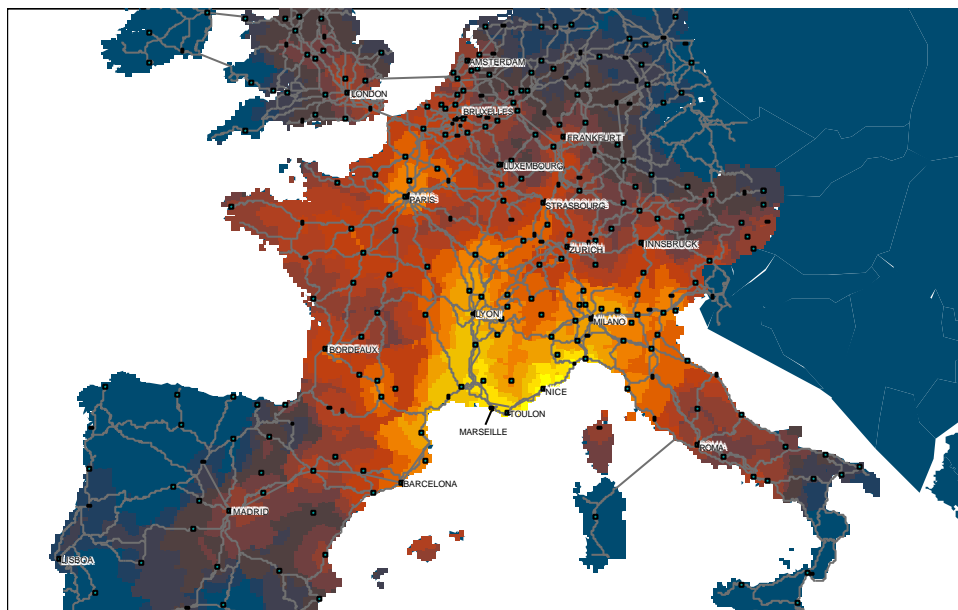 AMSTERDAM
LONDON
BRUXELLES
FRANKFURT
LUXEMBOURG
PARIS
STRASBOURG
ZURICH
INNSBRUCK
LYON
MILANO
BORDEAUX
NICE
TOULON
MARSEILLE
ROMA
BARCELONA
MADRID
LISBOA